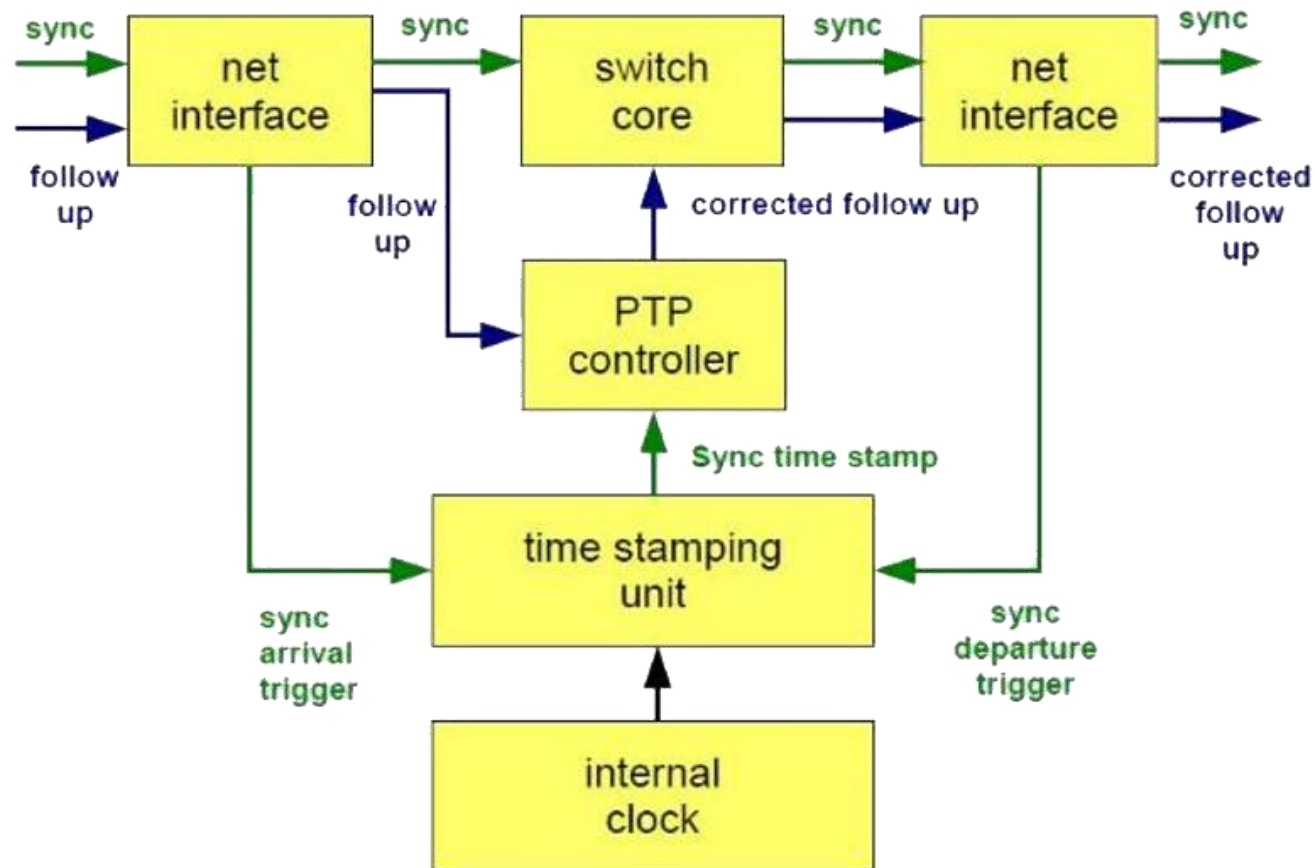 sync
sync
sync
sync
net
interface
switch
core
net
interface
follow
up
follow
up
corrected follow up
corrected
follow
up
PTP
controller
Sync time stamp
time stamping
unit
sync
arrival
trigger
sync
departure
trigger
internal
clock